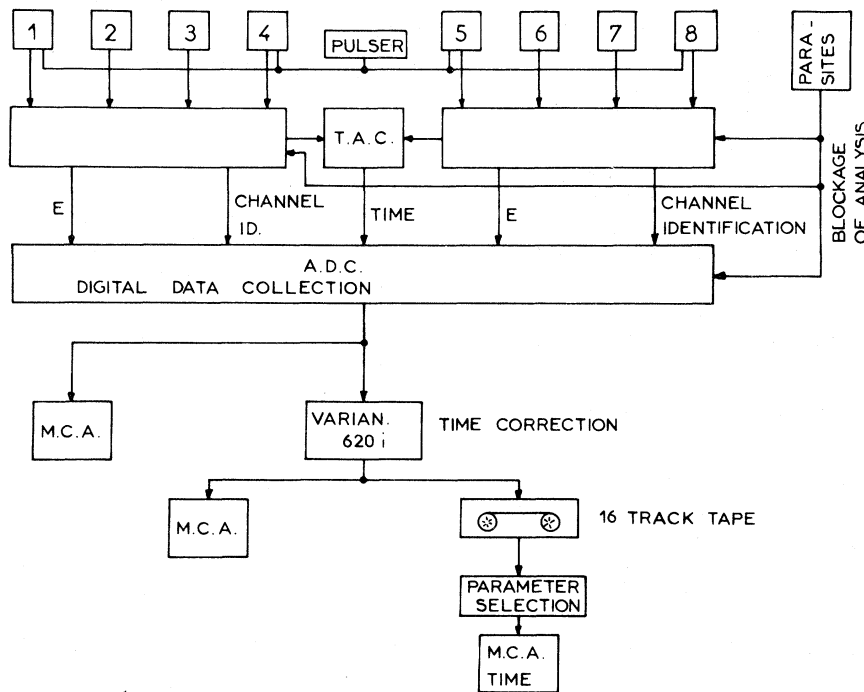 1
2
3
4
PULSER
5
6
7
8
PARA-
SITES
T.A.C.
BLOCKAGE
OF ANALYSIS
E
CHANNEL
ID.
TIME
E
CHANNEL
IDENTIFICATION
A.D.C.
DIGITAL DATA COLLECTION
M.C.A.
VARIAN.
620 i
TIME CORRECTION
M.C.A.
16 TRACK TAPE
PARAMETER
SELECTION
M.C.A.
TIME